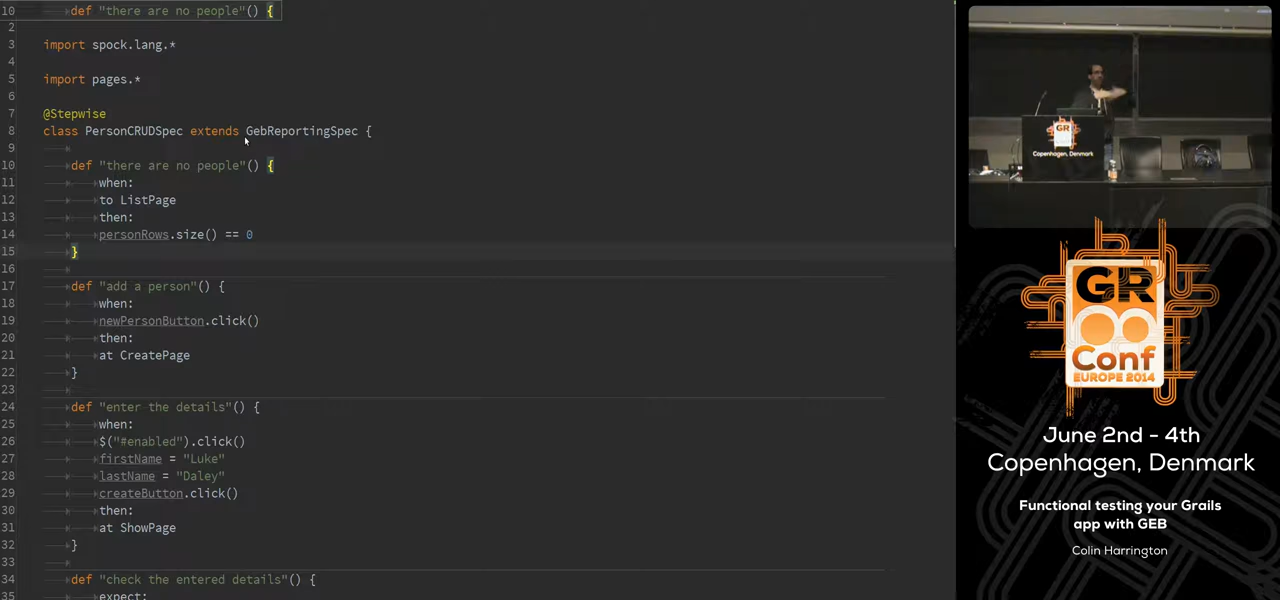 10 def "there are no people"() {
2
3 import spock.lang.*
4
5 import pages.*
6
7 @Stepwise
8 class PersonCRUDSpec extends GebReportingSpec {
9
10 def "there are no people"() {
11 when:
12 to ListPage
13 then:
14 personRows.size() == 0
15 }
16
17 def "add a person"() {
18 when:
19 newPersonButton.click()
20 then:
21 at CreatePage
22 }
23
24 def "enter the details"() {
25 when:
26 $("#enabled").click()
27 firstName = "Luke"
28 lastName = "Daley"
29 createButton.click()
30 then:
31 at ShowPage
32 }
33
34 def "check the entered details"() {
35 expect:
GR
Copenhagen, Denmark
GR
Conf
EUROPE 2014
June 2nd - 4th
Copenhagen, Denmark
Functional testing your Grails
app with GEB
Colin Harrington